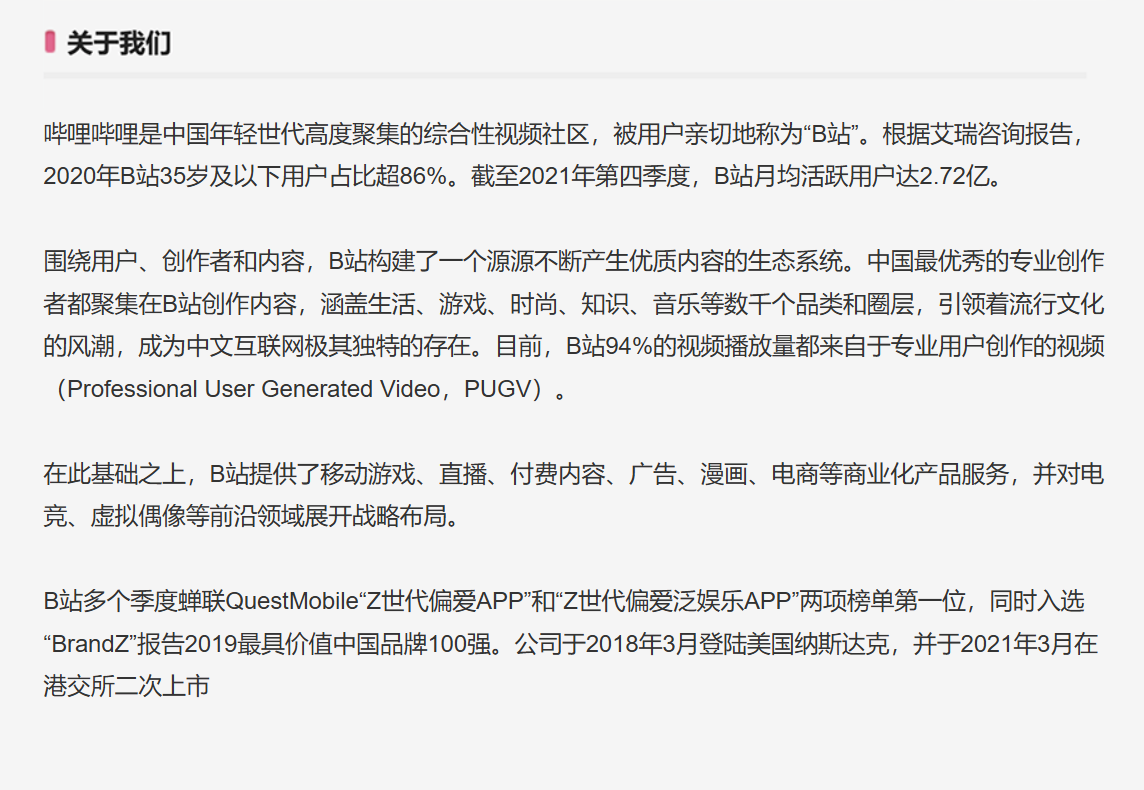 关于我们
哔哩哔哩是中国年轻世代高度聚集的综合性视频社区，被用户亲切地称为“B站”。根据艾瑞咨询报告，
2020年B站35岁及以下用户占比超86%。截至2021年第四季度，B站月均活跃用户达2.72亿。
围绕用户、创作者和内容，B站构建了一个源源不断产生优质内容的生态系统。中国最优秀的专业创作
者都聚集在B站创作内容，涵盖生活、游戏、时尚、知识、音乐等数千个品类和圈层，引领着流行文化
的风潮，成为中文互联网极其独特的存在。目前，B站94%的视频播放量都来自于专业用户创作的视频
（Professional User Generated Video，PUGV）。
在此基础之上，B站提供了移动游戏、直播、付费内容、广告、漫画、电商等商业化产品服务，并对电
竞、虚拟偶像等前沿领域展开战略布局。
B站多个季度蝉联QuestMobile“Z世代偏爱APP”和“Z世代偏爱泛娱乐APP”两项榜单第一位，同时入选
“BrandZ”报告2019最具价值中国品牌100强。公司于2018年3月登陆美国纳斯达克，并于2021年3月在
港交所二次上市